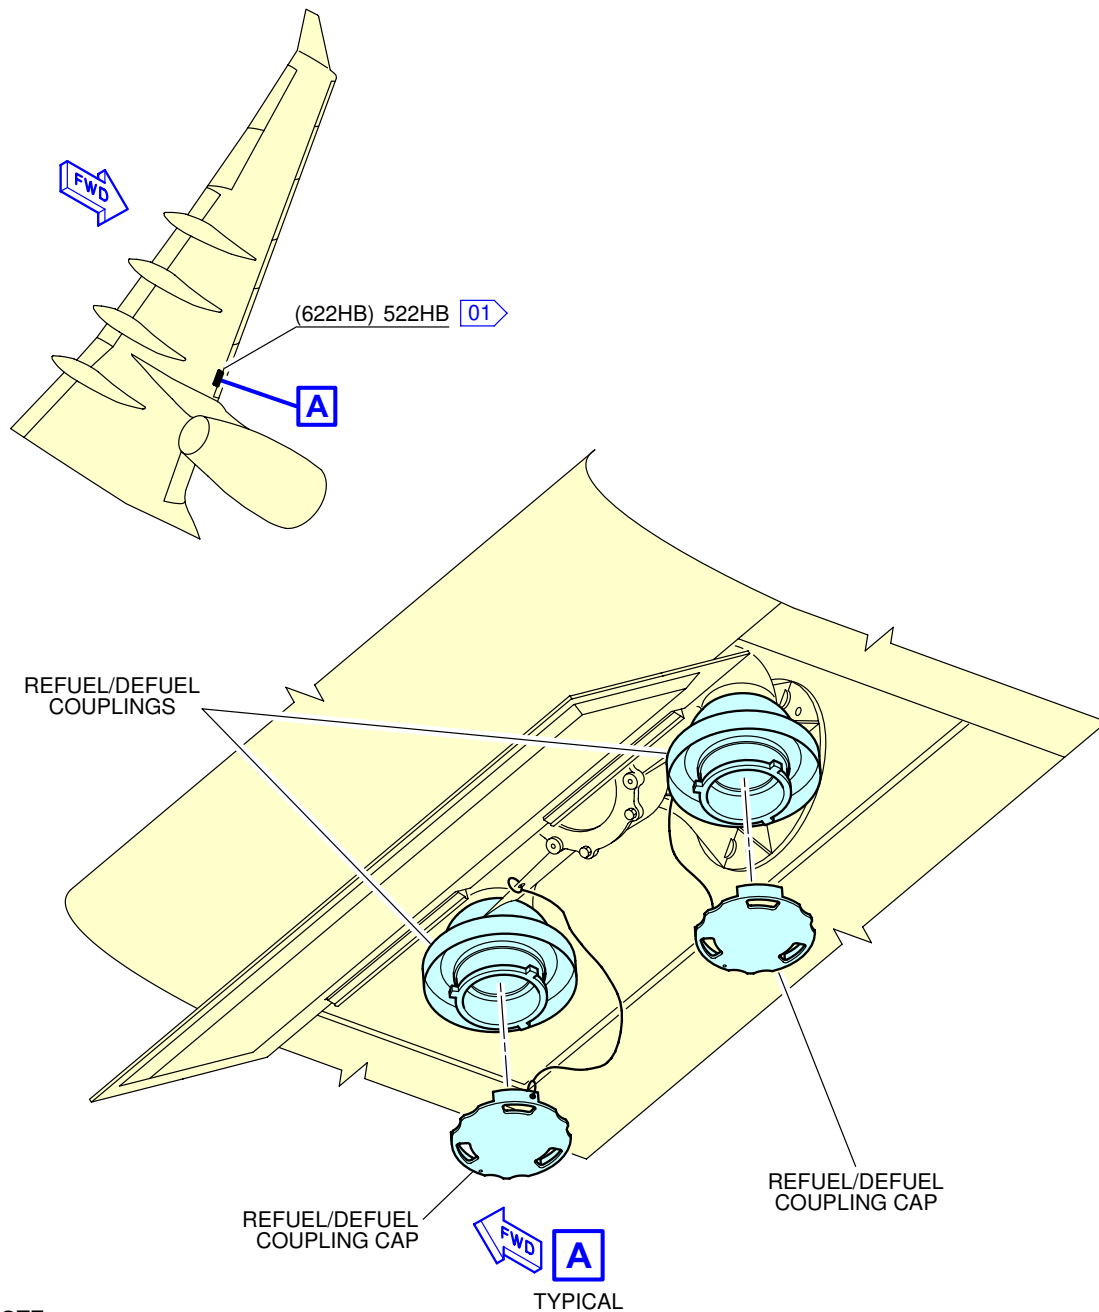 FWD
(622HB) 522HB 01
A
REFUEL/DEFUEL
COUPLINGS
REFUEL/DEFUEL
COUPLING CAP
REFUEL/DEFUEL
COUPLING CAP
FWD
A
TYPICAL